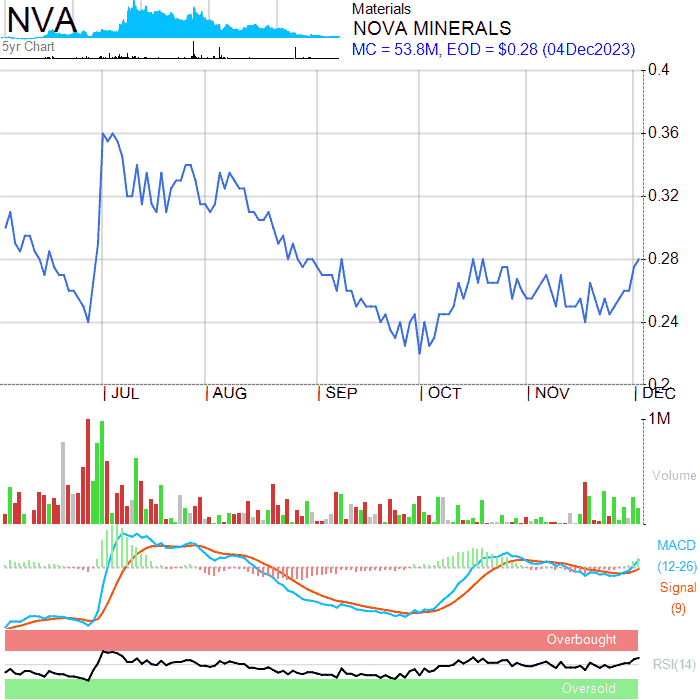 NVA
5yr Chart
Materials
NOVA MINERALS
MC = 53.8M, EOD = $0.28 (04Dec2023)
0.4
0.36
0.32
0.28
0.24
0.2
JUL AUG SEP OCT NOV DEC
1M
Volume
MACD
(12-26)
Signal
(9)
Overbought
RSI(14)
Oversold